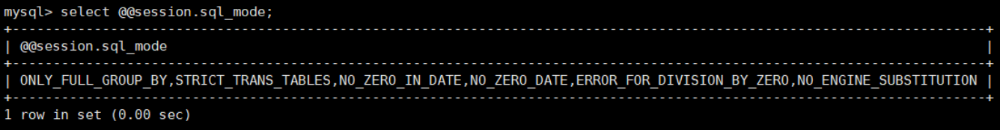 mysql> select @@session.sql_mode;
+-----------------------------------------------------------------------------------------------------------------------+
| @@session.sql_mode                                                                                                    |
+-----------------------------------------------------------------------------------------------------------------------+
| ONLY_FULL_GROUP_BY,STRICT_TRANS_TABLES,NO_ZERO_IN_DATE,NO_ZERO_DATE,ERROR_FOR_DIVISION_BY_ZERO,NO_ENGINE_SUBSTITUTION |
+-----------------------------------------------------------------------------------------------------------------------+
1 row in set (0.00 sec)